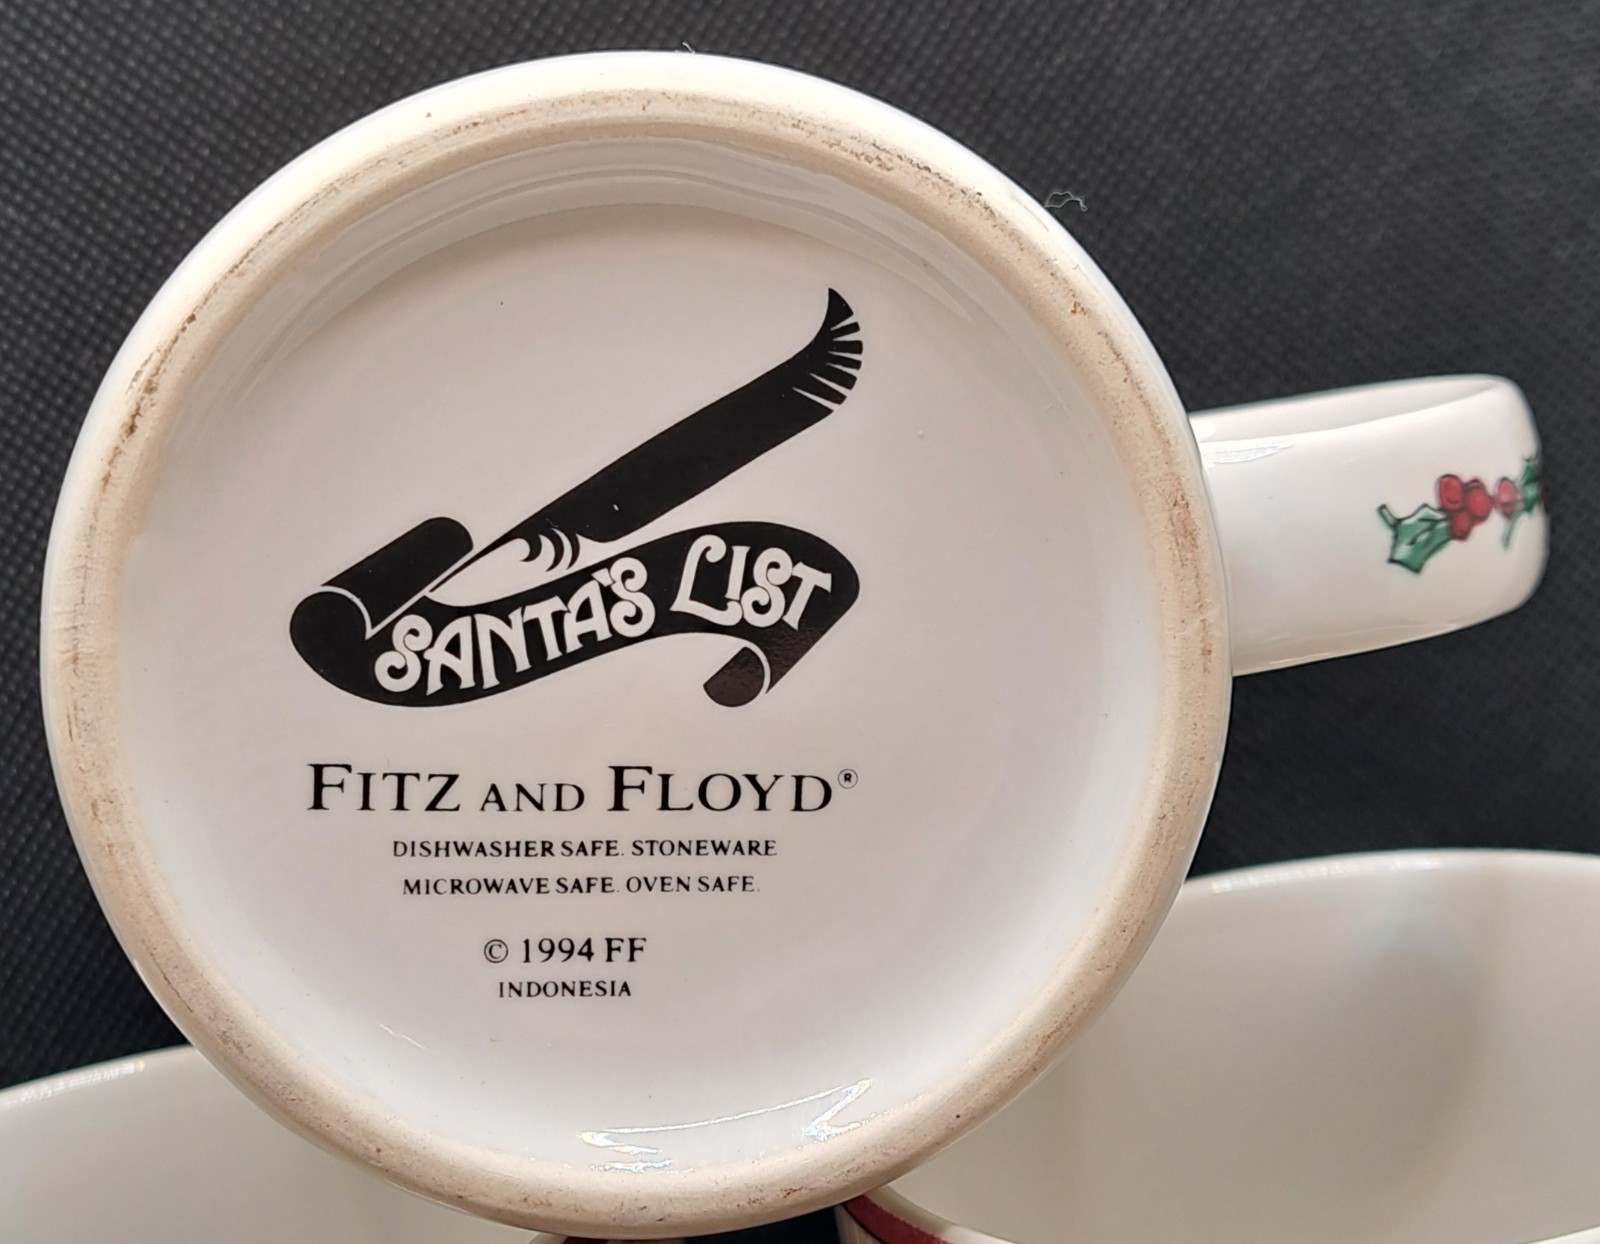 SANTA'S LIST
FITZ AND FLOYD®
DISHWASHER SAFE. STONEWARE
MICROWAVE SAFE. OVEN SAFE.
© 1994 FF
INDONESIA